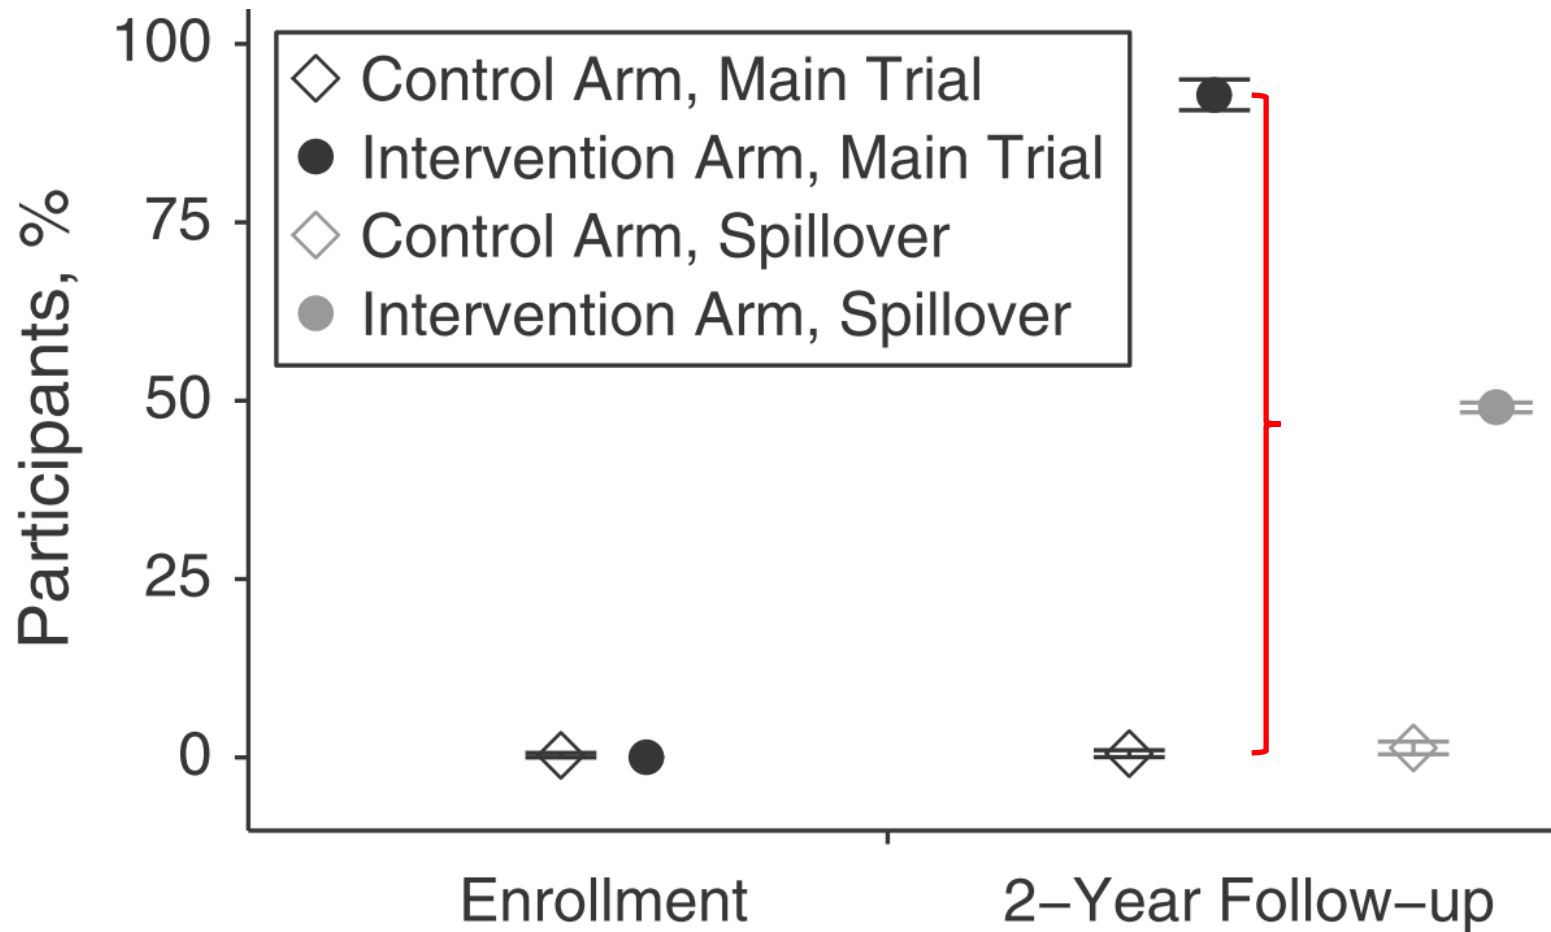 Participants, %
100
75
50
25
0
Control Arm, Main Trial
Intervention Arm, Main Trial
Control Arm, Spillover
Intervention Arm, Spillover
Enrollment
2–Year Follow–up